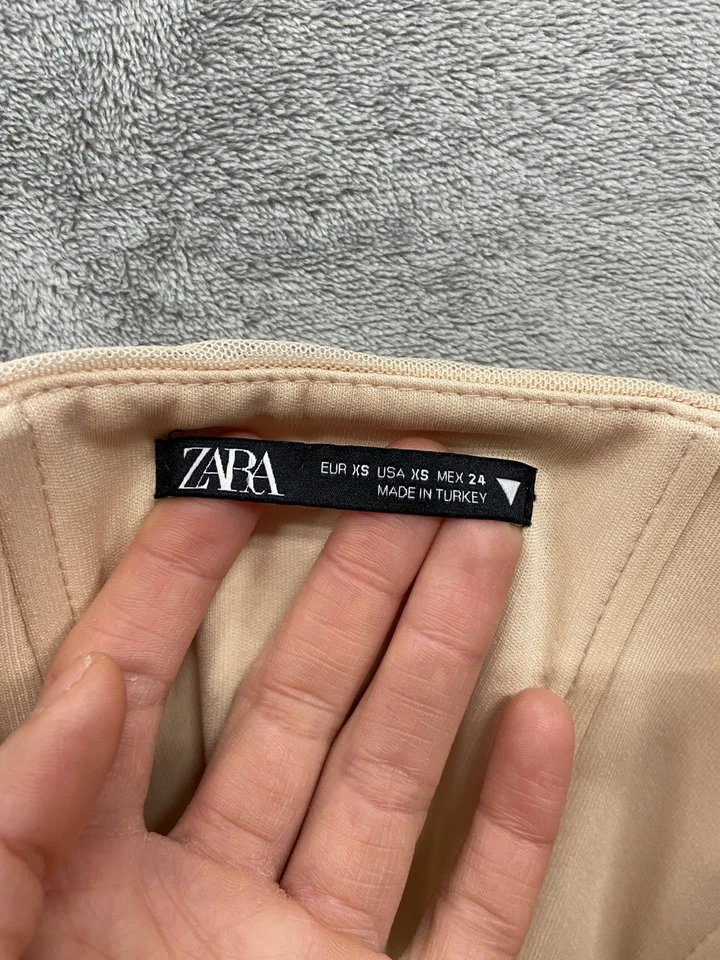 ZARA
EUR XS USA XS MEX 24
MADE IN TURKEY